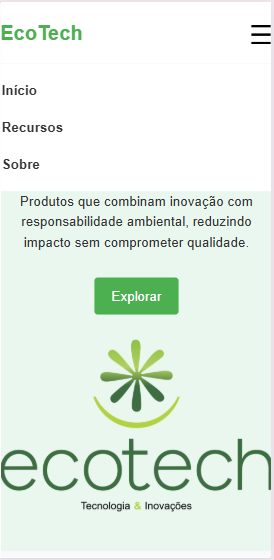 EcoTech
Início
Recursos
Sobre
Produtos que combinam inovação com
responsabilidade ambiental, reduzindo
impacto sem comprometer qualidade.
Explorar
ecotech
Tecnologia & Inovações